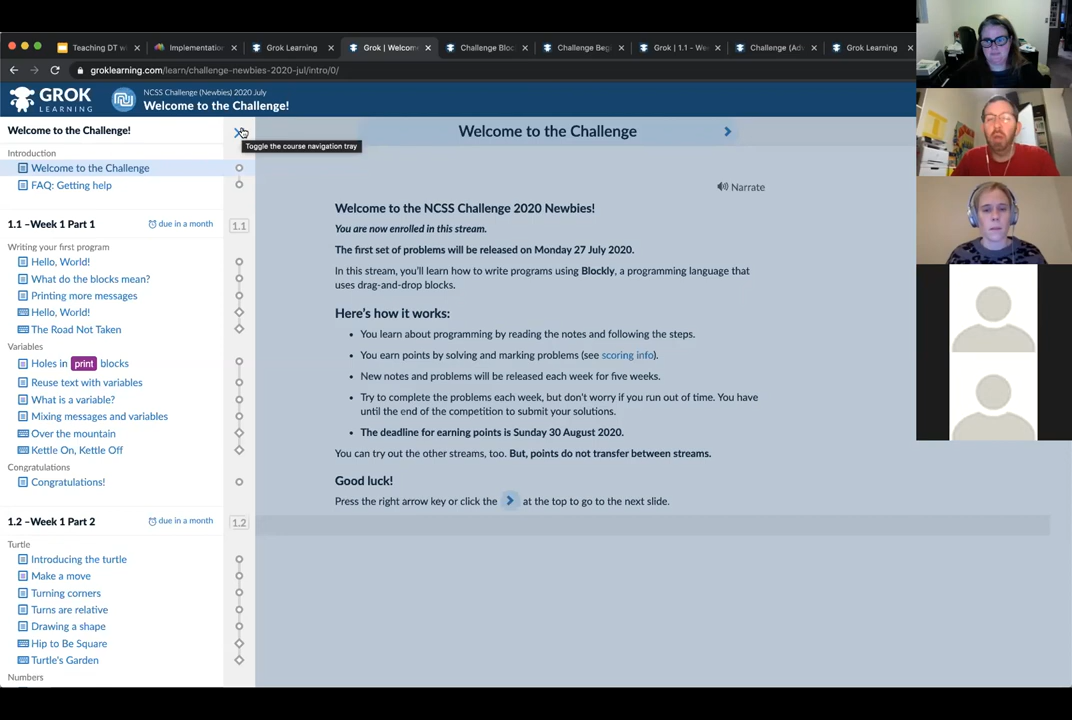 Teaching DT w
Implementatio
Grok Learning
Grok | Welcom
Challenge Bloc
Challenge Beg
Grok | 1.1 – We
Challenge (Adv
Grok Learning
groklearning.com/learn/challenge-newbies-2020-jul/intro/0/
GROK
LEARNING
NCSS Challenge (Newbies) 2020 July
Welcome to the Challenge!
Welcome to the Challenge!
Introduction
Welcome to the Challenge
FAQ: Getting help
1.1 –Week 1 Part 1
due in a month
1.1
Writing your first program
Hello, World!
What do the blocks mean?
Printing more messages
Hello, World!
The Road Not Taken
Variables
Holes in print blocks
Reuse text with variables
What is a variable?
Mixing messages and variables
Over the mountain
Kettle On, Kettle Off
Congratulations
Congratulations!
1.2 –Week 1 Part 2
due in a month
1.2
Turtle
Introducing the turtle
Make a move
Turning corners
Turns are relative
Drawing a shape
Hip to Be Square
Turtle's Garden
Numbers
Toggle the course navigation tray
Welcome to the Challenge
Narrate
Welcome to the NCSS Challenge 2020 Newbies!
You are now enrolled in this stream.
The first set of problems will be released on Monday 27 July 2020.
In this stream, you'll learn how to write programs using Blockly, a programming language that
uses drag-and-drop blocks.
Here's how it works:
• You learn about programming by reading the notes and following the steps.
• You earn points by solving and marking problems (see scoring info).
• New notes and problems will be released each week for five weeks.
• Try to complete the problems each week, but don't worry if you run out of time. You have
until the end of the competition to submit your solutions.
• The deadline for earning points is Sunday 30 August 2020.
You can try out the other streams, too. But, points do not transfer between streams.
Good luck!
Press the right arrow key or click the > at the top to go to the next slide.